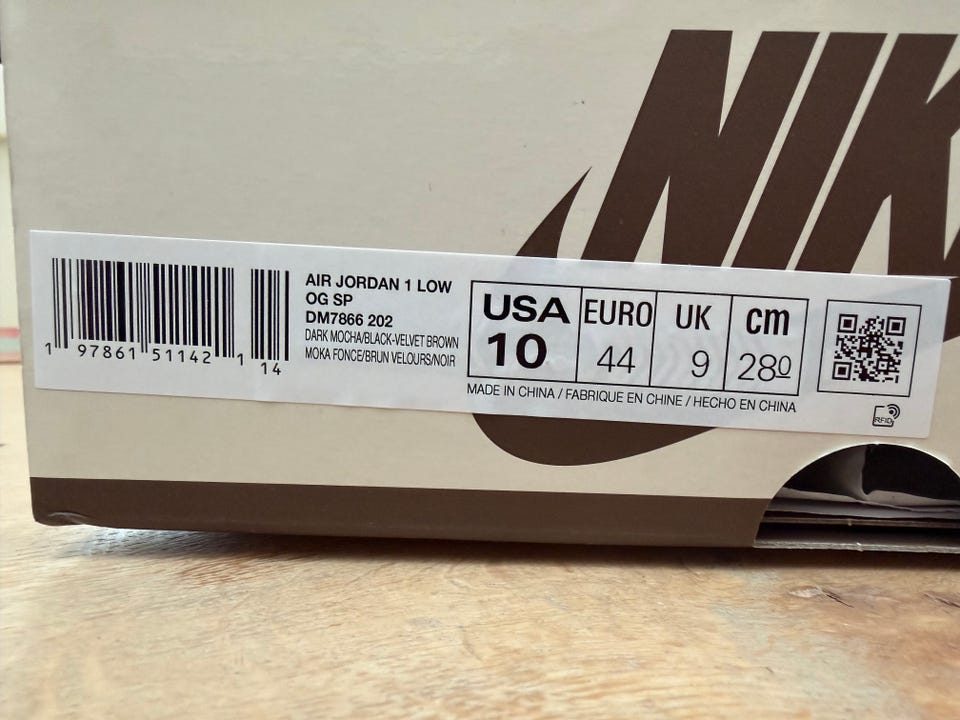 NIK
AIR JORDAN 1 LOW
OG SP
DM7866 202
DARK MOCHA/BLACK-VELVET BROWN
MOKA FONCE/BRUN VELOURS/NOIR
1 97861 51142 1 14
USA EURO UK cm
10 44 9 280
MADE IN CHINA / FABRIQUE EN CHINE / HECHO EN CHINA
RFID